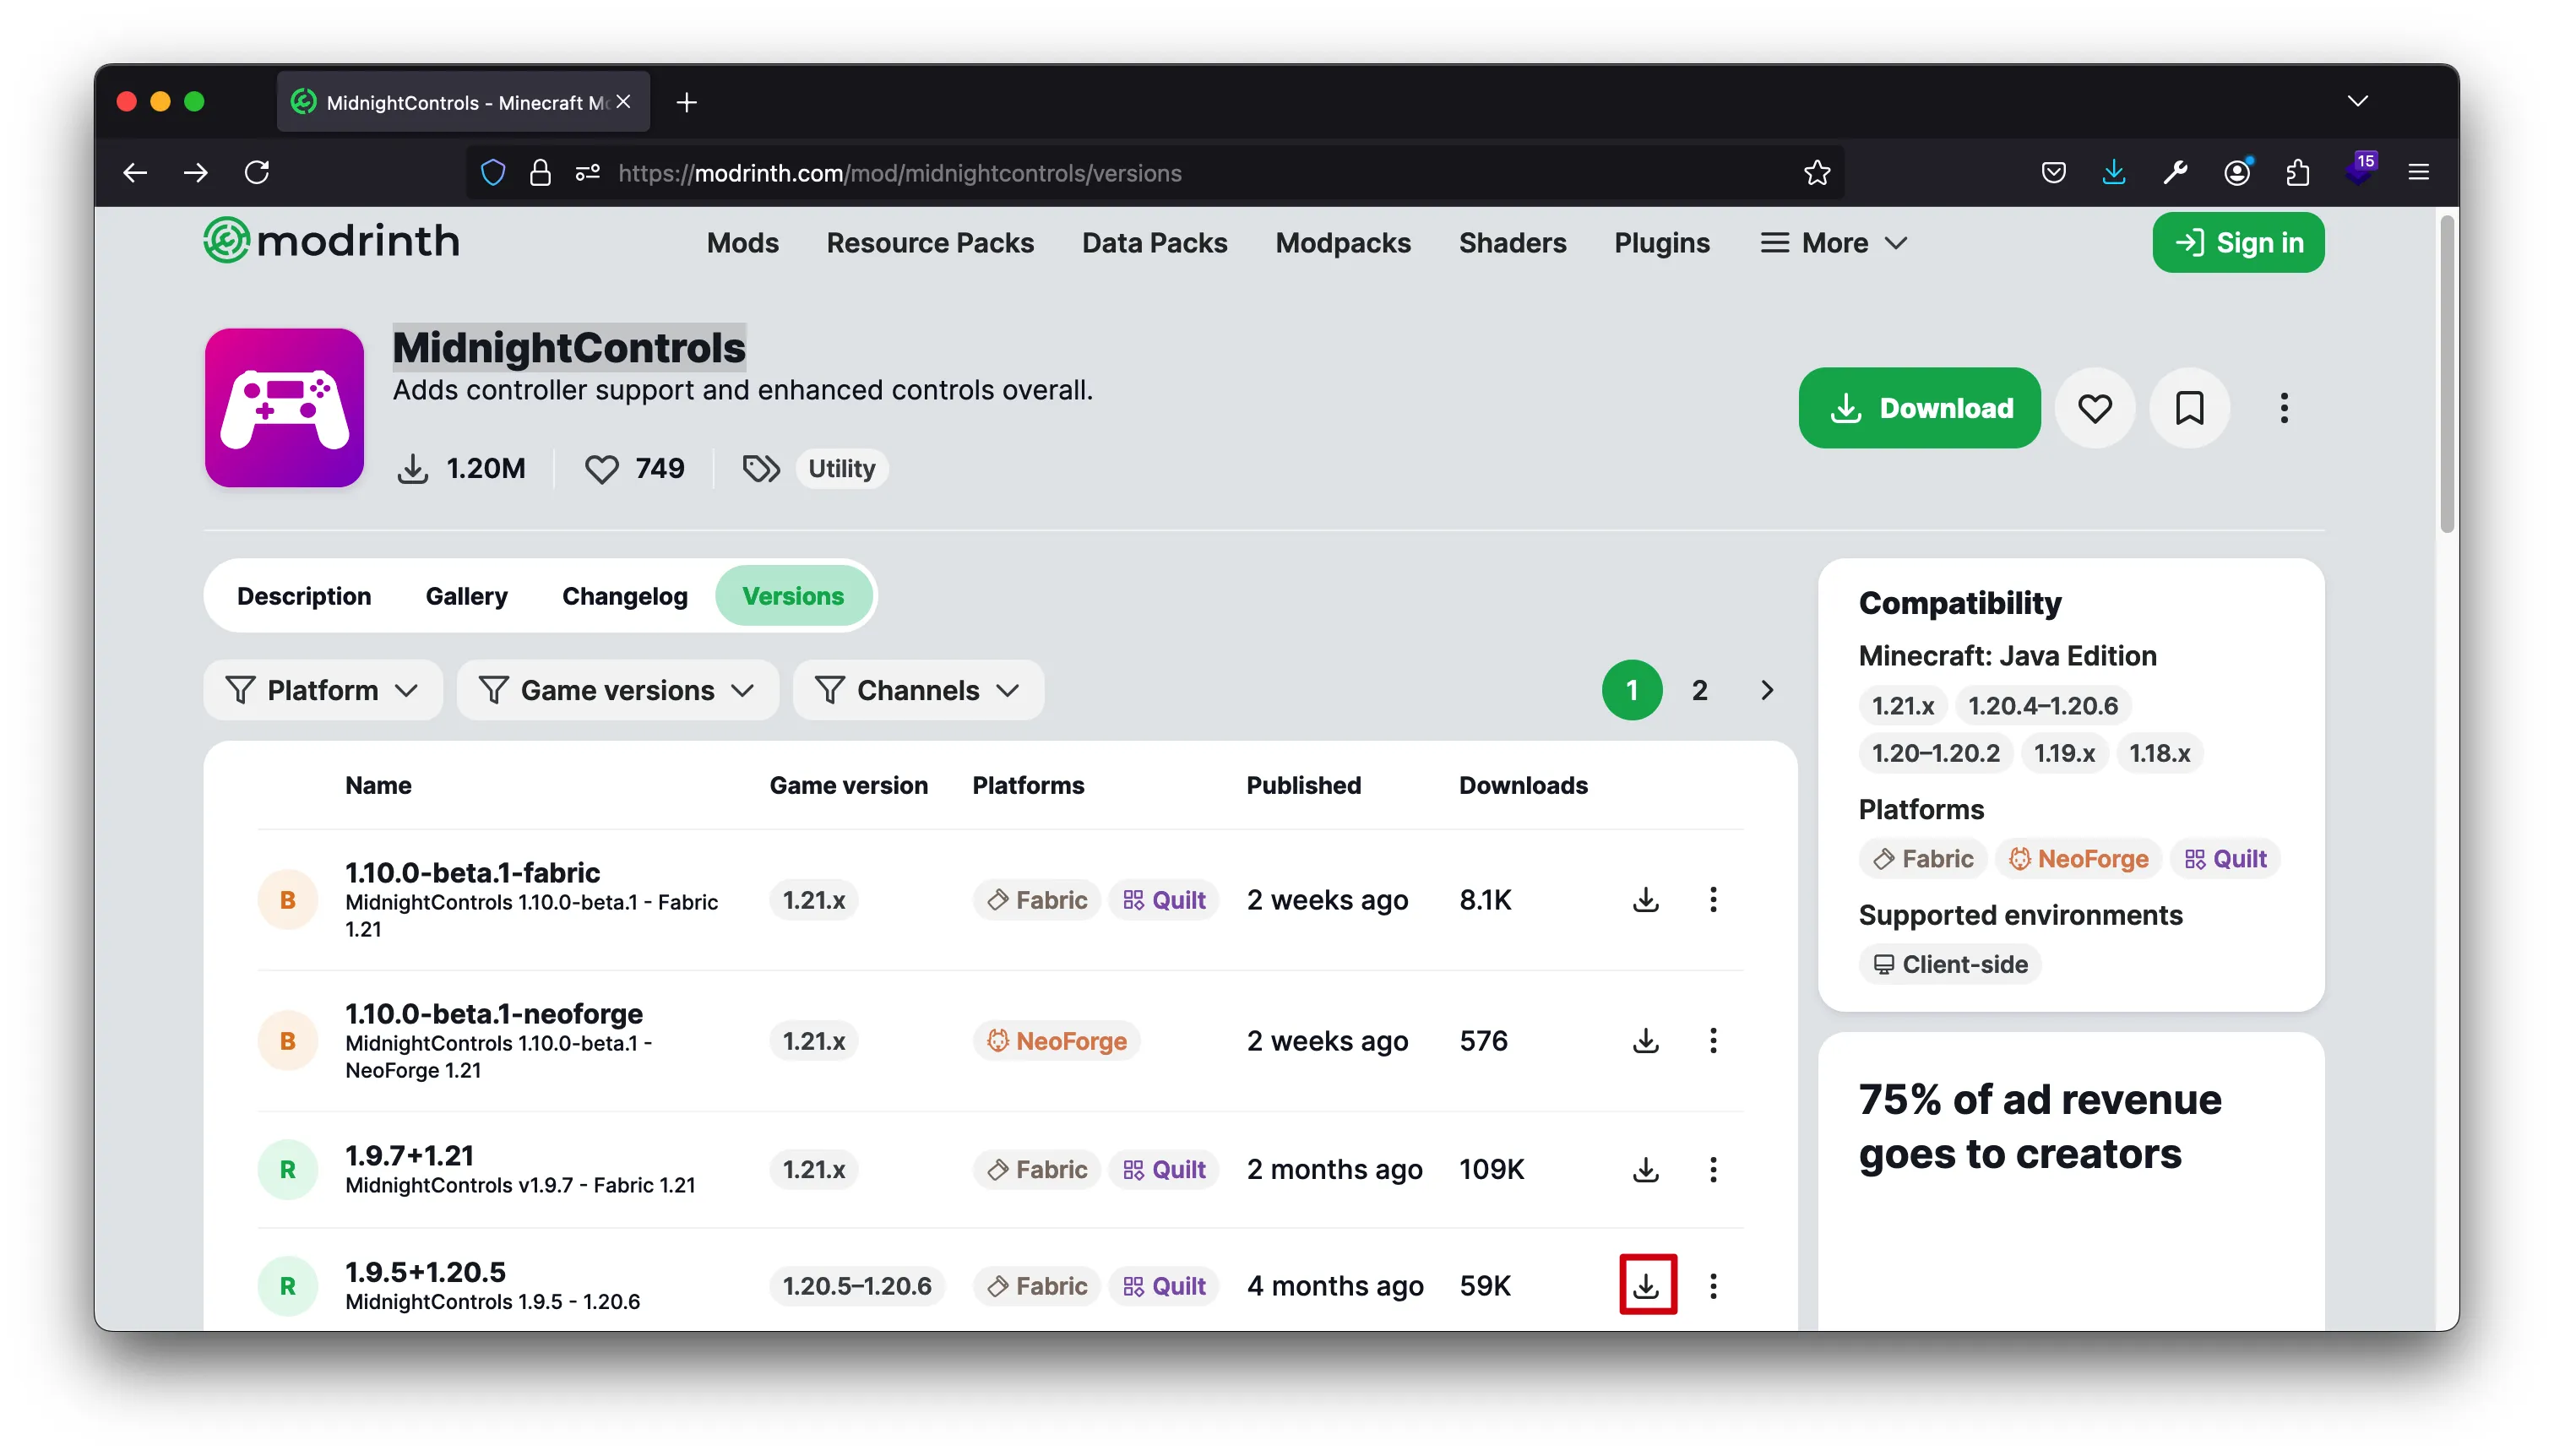 MidnightControls - Minecraft Mo
https://modrinth.com/mod/midnightcontrols/versions
15
modrinth
Mods
Resource Packs
Data Packs
Modpacks
Shaders
Plugins
More
Sign in
MidnightControls
Adds controller support and enhanced controls overall.
1.20M
749
Utility
Download
Description
Gallery
Changelog
Versions
Platform
Game versions
Channels
1
2
Name
Game version
Platforms
Published
Downloads
B
1.10.0-beta.1-fabric
MidnightControls 1.10.0-beta.1 - Fabric
1.21
1.21.x
Fabric
Quilt
2 weeks ago
8.1K
B
1.10.0-beta.1-neoforge
MidnightControls 1.10.0-beta.1 -
NeoForge 1.21
1.21.x
NeoForge
2 weeks ago
576
R
1.9.7+1.21
MidnightControls v1.9.7 - Fabric 1.21
1.21.x
Fabric
Quilt
2 months ago
109K
R
1.9.5+1.20.5
MidnightControls 1.9.5 - 1.20.6
1.20.5–1.20.6
Fabric
Quilt
4 months ago
59K
Compatibility
Minecraft: Java Edition
1.21.x
1.20.4–1.20.6
1.20–1.20.2
1.19.x
1.18.x
Platforms
Fabric
NeoForge
Quilt
Supported environments
Client-side
75% of ad revenue
goes to creators